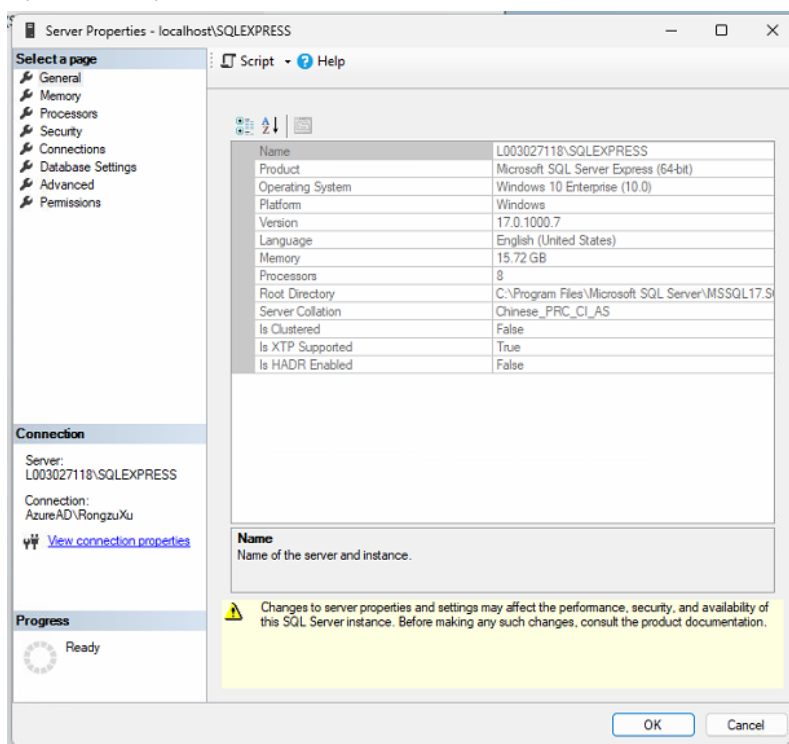 Server Properties - localhost\SQLEXPRESS
Select a page
General
Memory
Processors
Security
Connections
Database Settings
Advanced
Permissions
Script
Help
Name L003027118\SQLEXPRESS
Product Microsoft SQL Server Express (64-bit)
Operating System Windows 10 Enterprise (10.0)
Platform Windows
Version 17.0.1000.7
Language English (United States)
Memory 15.72 GB
Processors 8
Root Directory C:\Program Files\Microsoft SQL Server\MSSQL17.S
Server Collation Chinese_PRC_CI_AS
Is Clustered False
Is XTP Supported True
Is HADR Enabled False
Connection
Server:
L003027118\SQLEXPRESS
Connection:
AzureAD\RongzuXu
View connection properties
Name
Name of the server and instance.
Progress
Ready
Changes to server properties and settings may affect the performance, security, and availability of
this SQL Server instance. Before making any such changes, consult the product documentation.
OK
Cancel